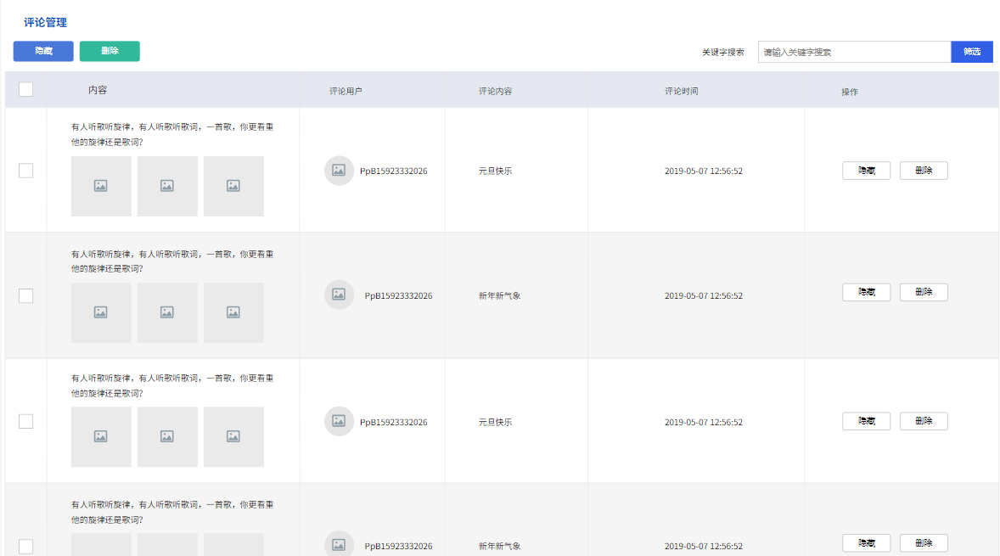 评论管理
隐藏 删除 关键字搜索 请输入关键字搜索 筛选
内容 评论用户 评论内容 评论时间 操作
有人听歌听旋律，有人听歌听歌词，一首歌，你更看重
他的旋律还是歌词？
PpB15923332026 元旦快乐 2019-05-07 12:56:52 隐藏 删除
有人听歌听旋律，有人听歌听歌词，一首歌，你更看重
他的旋律还是歌词？
PpB15923332026 新年新气象 2019-05-07 12:56:52 隐藏 删除
有人听歌听旋律，有人听歌听歌词，一首歌，你更看重
他的旋律还是歌词？
PpB15923332026 元旦快乐 2019-05-07 12:56:52 隐藏 删除
有人听歌听旋律，有人听歌听歌词，一首歌，你更看重
他的旋律还是歌词？
PpB15923332026 新年新气象 2019-05-07 12:56:52 隐藏 删除